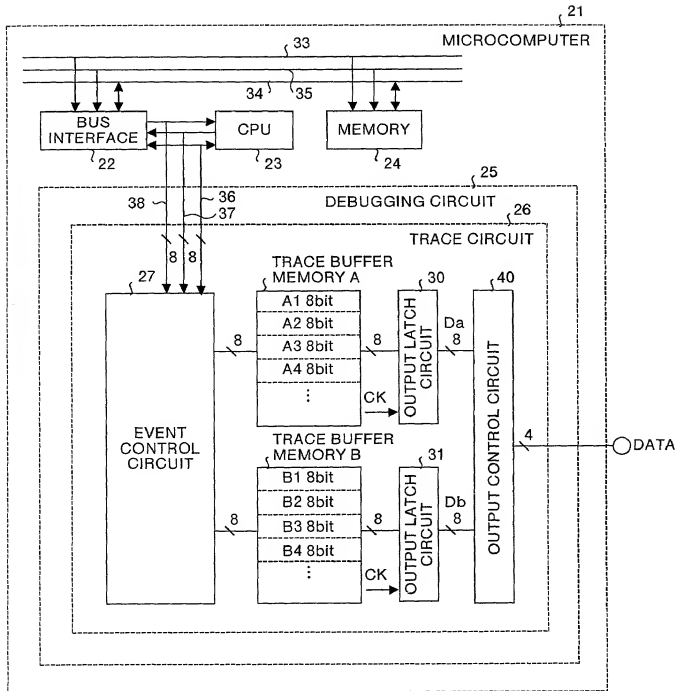 21
MICROCOMPUTER
33
34
35
BUS
INTERFACE
22
CPU
23
MEMORY
24
25
DEBUGGING CIRCUIT
36
38
37
26
TRACE CIRCUIT
8
8
27
EVENT
CONTROL
CIRCUIT
TRACE BUFFER
MEMORY A
A1 8bit
A2 8bit
A3 8bit
A4 8bit
⋮
8
8
CK
30
OUTPUT LATCH
CIRCUIT
Da
8
40
OUTPUT CONTROL CIRCUIT
4
DATA
TRACE BUFFER
MEMORY B
B1 8bit
B2 8bit
B3 8bit
B4 8bit
⋮
8
8
CK
31
OUTPUT LATCH
CIRCUIT
Db
8